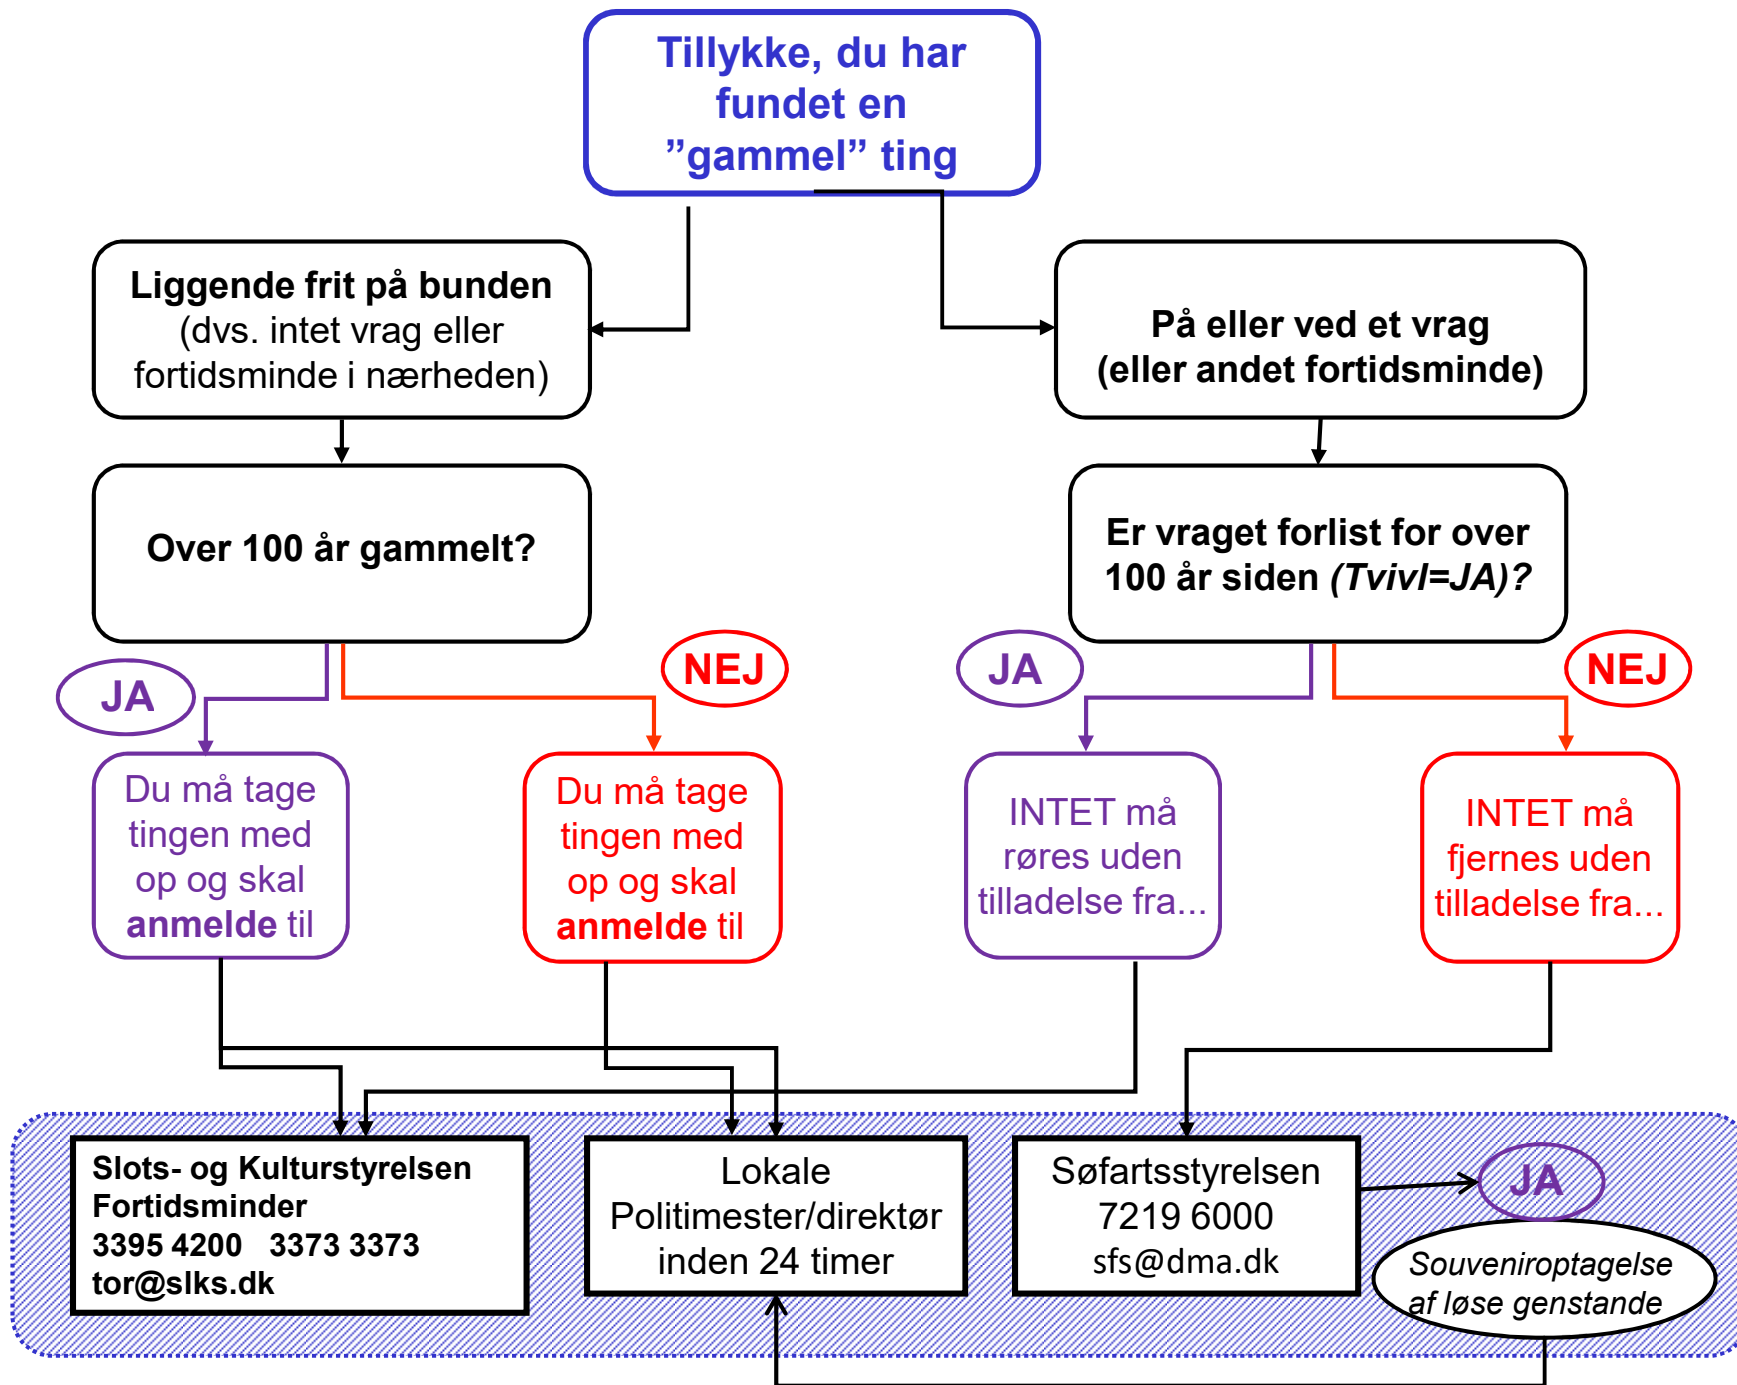 Tillykke, du har
fundet en
”gammel” ting
Liggende frit på bunden
(dvs. intet vrag eller
fortidsminde i nærheden)
På eller ved et vrag
(eller andet fortidsminde)
Over 100 år gammelt?
Er vraget forlist for over
100 år siden (Tvivl=JA)?
JA
NEJ
JA
NEJ
Du må tage
tingen med
op og skal
anmelde til
Du må tage
tingen med
op og skal
anmelde til
INTET må
røres uden
tilladelse fra...
INTET må
fjernes uden
tilladelse fra...
Slots- og Kulturstyrelsen
Fortidsminder
3395 4200   3373 3373
tor@slks.dk
Lokale
Politimester/direktør
inden 24 timer
Søfartsstyrelsen
7219 6000
sfs@dma.dk
JA
Souveniroptagelse
af løse genstande